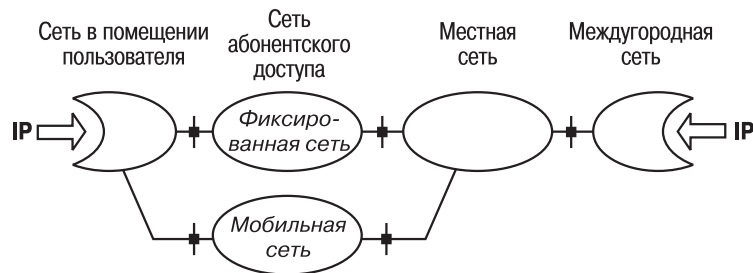 Сеть в помещении
пользователя
Сеть
абонентского
доступа
Местная
сеть
Междугородная
сеть
IP
Фиксиро-
ванная сеть
IP
Мобильная
сеть